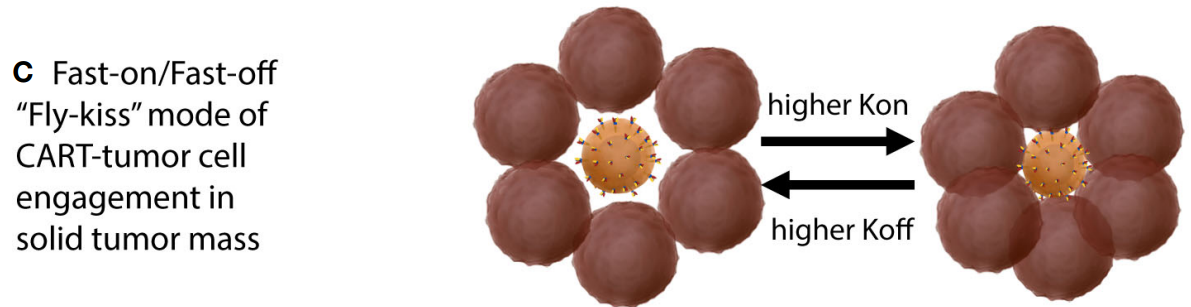 C Fast-on/Fast-off
“Fly-kiss” mode of
CART-tumor cell
engagement in
solid tumor mass
higher Kon
higher Koff